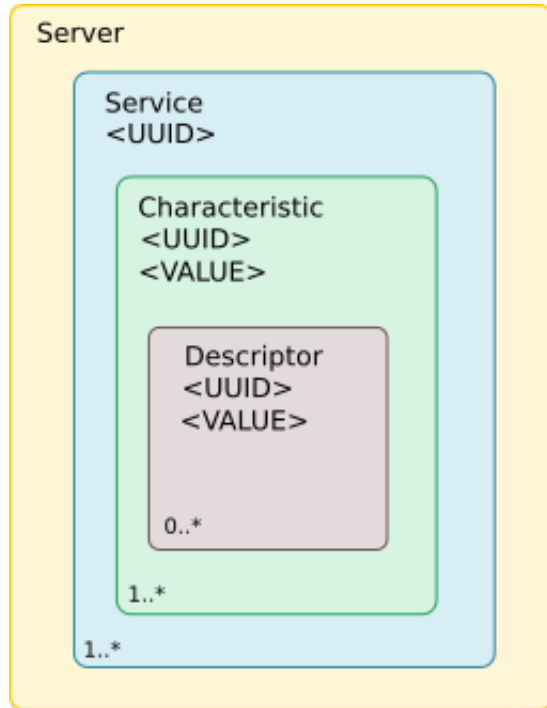 Server
Service
<UUID>
Characteristic
<UUID>
<VALUE>
Descriptor
<UUID>
<VALUE>
0..*
1..*
1..*